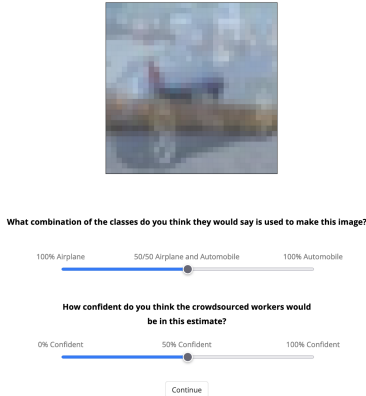 What combination of the classes do you think they would say is used to make this image?
100% Airplane 50/50 Airplane and Automobile 100% Automobile
How confident do you think the crowdsourced workers would
be in this estimate?
0% Confident 50% Confident 100% Confident
Continue